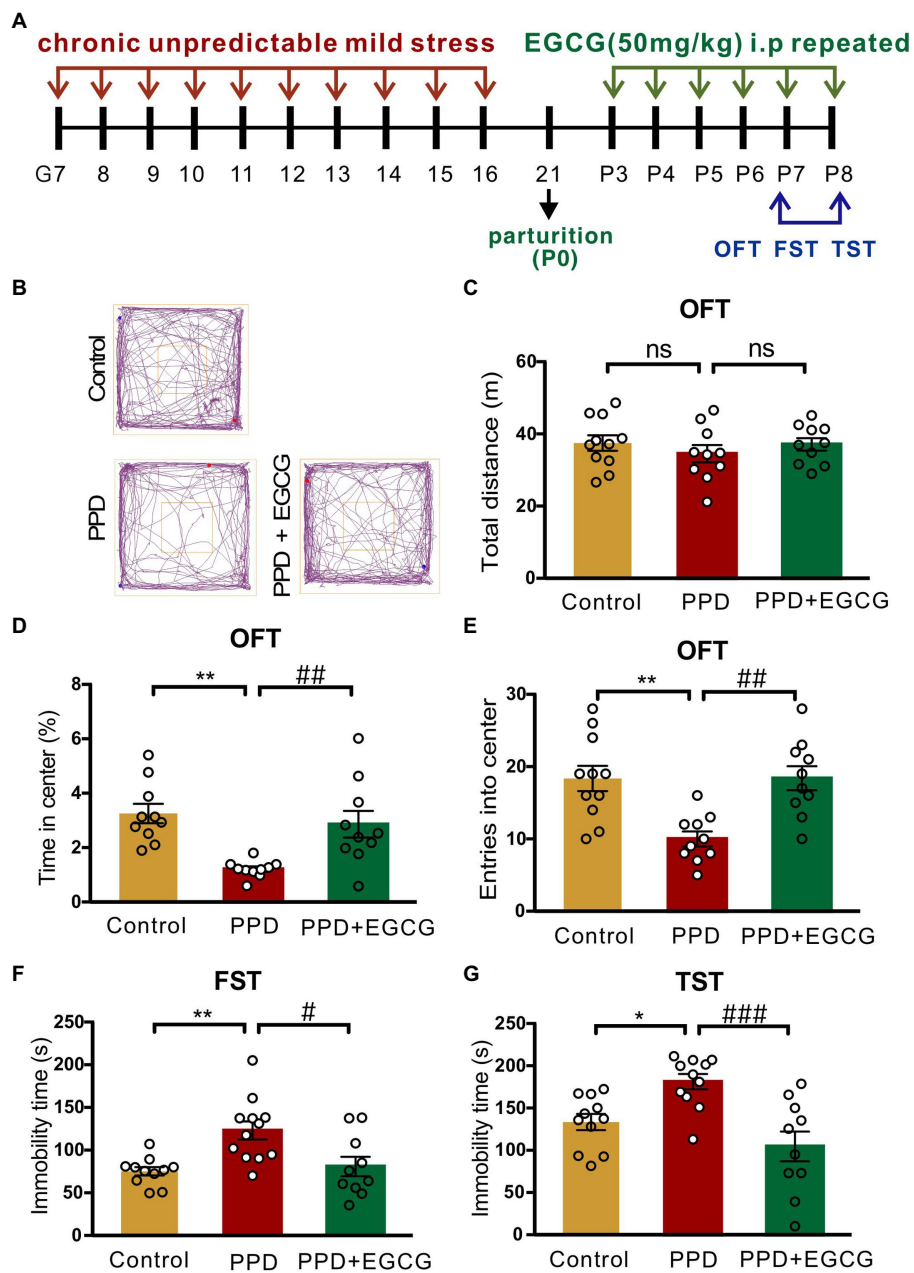 A
chronic unpredictable mild stress
EGCG(50mg/kg) i.p repeated
G7 8 9 10 11 12 13 14 15 16 21 P3 P4 P5 P6 P7 P8
parturition
(P0)
OFT FST TST
B
Control
PPD
PPD + EGCG
C
OFT
ns ns
Total distance (m)
60
40
20
0
Control PPD PPD+EGCG
D
OFT
** ##
Time in center (%)
8
6
4
2
0
Control PPD PPD+EGCG
E
OFT
** ##
Entries into center
30
20
10
0
Control PPD PPD+EGCG
F
FST
** #
Immobility time (s)
250
200
150
100
50
0
Control PPD PPD+EGCG
G
TST
* ###
Immobility time (s)
250
200
150
100
50
0
Control PPD PPD+EGCG